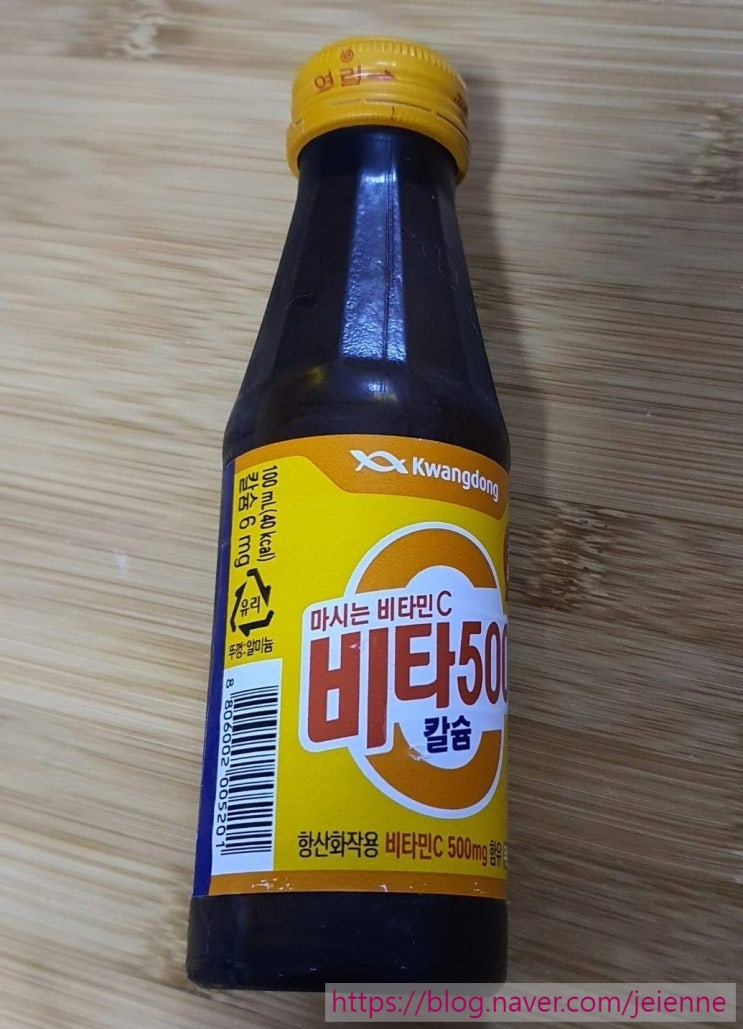 열림
Kwangdong
100 mL(40 kcal)
칼슘 6 mg
유리
뚜껑:알미늄
마시는 비타민C
비타500
칼슘
항산화작용 비타민C 500mg 함유
8 806002 005201
https://blog.naver.com/jeienne